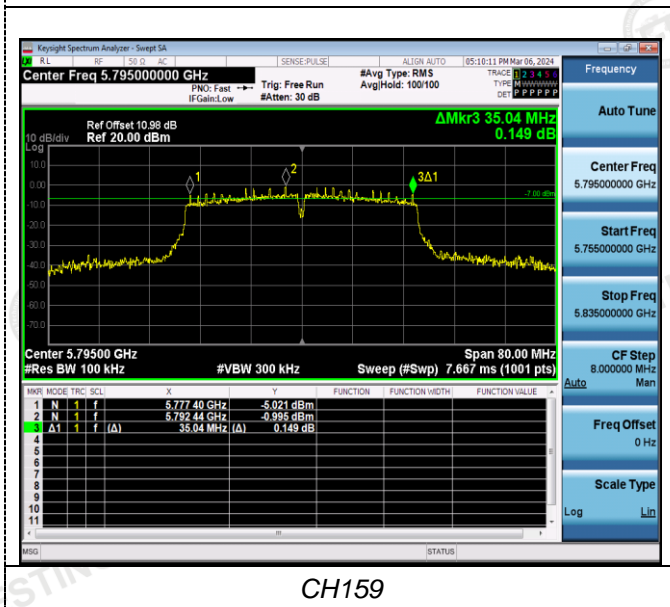 Keysight Spectrum Analyzer - Swept SA
RL RF 50 Ω AC SENSE:PULSE ALIGN AUTO 05:10:11 PM Mar 06, 2024
Center Freq 5.795000000 GHz
PNO: Fast
IFGain:Low
Trig: Free Run
#Atten: 30 dB
#Avg Type: RMS
Avg|Hold: 100/100
TRACE 1 2 3 4 5 6
TYPE MWWWWW
DET P P P P P P
Ref Offset 10.98 dB
Ref 20.00 dBm
10 dB/div
Log
ΔMkr3 35.04 MHz
0.149 dB
10.0
0.00
-10.0
-20.0
-30.0
-40.0
-50.0
-60.0
-70.0
1
2
3Δ1
-7.00 dBm
Center 5.79500 GHz Span 80.00 MHz
#Res BW 100 kHz #VBW 300 kHz Sweep (#Swp) 7.667 ms (1001 pts)
MKR MODE TRC SCL X Y FUNCTION FUNCTION WIDTH FUNCTION VALUE
1 N 1 f 5.777 40 GHz -5.021 dBm
2 N 1 f 5.792 44 GHz -0.995 dBm
3 Δ1 1 f (Δ) 35.04 MHz (Δ) 0.149 dB
4
5
6
7
8
9
10
11
MSG STATUS
Frequency
Auto Tune
Center Freq
5.795000000 GHz
Start Freq
5.755000000 GHz
Stop Freq
5.835000000 GHz
CF Step
8.000000 MHz
Auto Man
Freq Offset
0 Hz
Scale Type
Log Lin
CH159